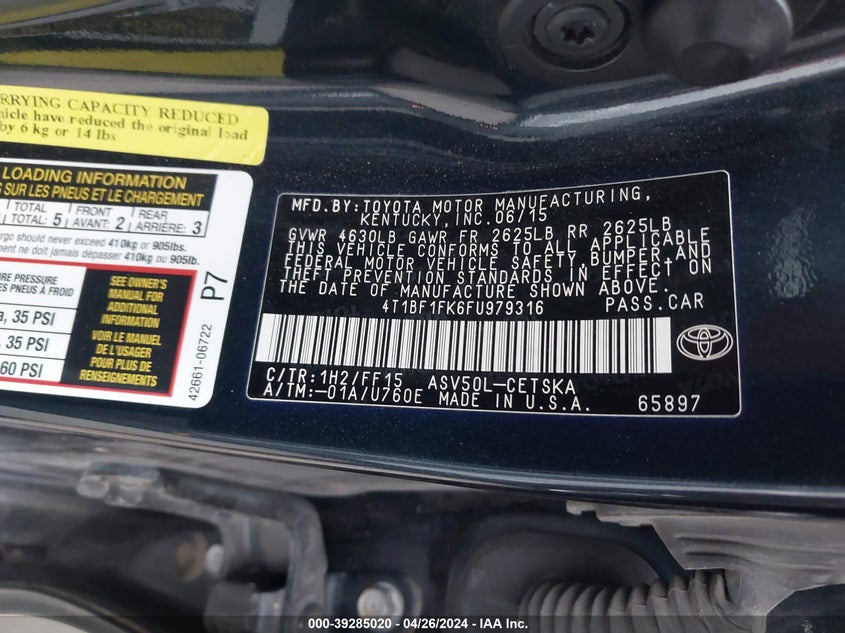 RRYING CAPACITY REDUCED
hicle have reduced the original load
by 6 kg or 14 lbs
LOADING INFORMATION
SUR LES PNEUS ET LE CHARGEMENT
TOTAL FRONT REAR
TOTAL: 5 AVANT: 2 ARRIÈRE: 3
rgo should never exceed 410kg or 905lbs.
nt ne doit jamais dépasser 410kg ou 905lb.
RE PRESSURE
ES PNEUS À FROID
a, 35 PSI
, 35 PSI
60 PSI
SEE OWNER'S
MANUAL FOR
ADDITIONAL
INFORMATION
VOIR LE MANUEL
DE L'USAGER
POUR PLUS DE
RENSEIGNEMENTS
P7
42661-06722
MFD.BY:TOYOTA MOTOR MANUFACTURING,
KENTUCKY,INC.06/15
GVWR 4630LB GAWR FR 2625LB RR 2625LB
THIS VEHICLE CONFORMS TO ALL APPLICABLE
FEDERAL MOTOR VEHICLE SAFETY,BUMPER,AND
THEFT PREVENTION STANDARDS IN EFFECT ON
THE DATE OF MANUFACTURE SHOWN ABOVE.
4T1BF1FK6FU979316 PASS.CAR
C/TR:1H2/FF15 ASV50L-CETSKA
A/TM:-01A/U760E MADE IN U.S.A. 65897
000-39285020 - 04/26/2024 - IAA Inc.